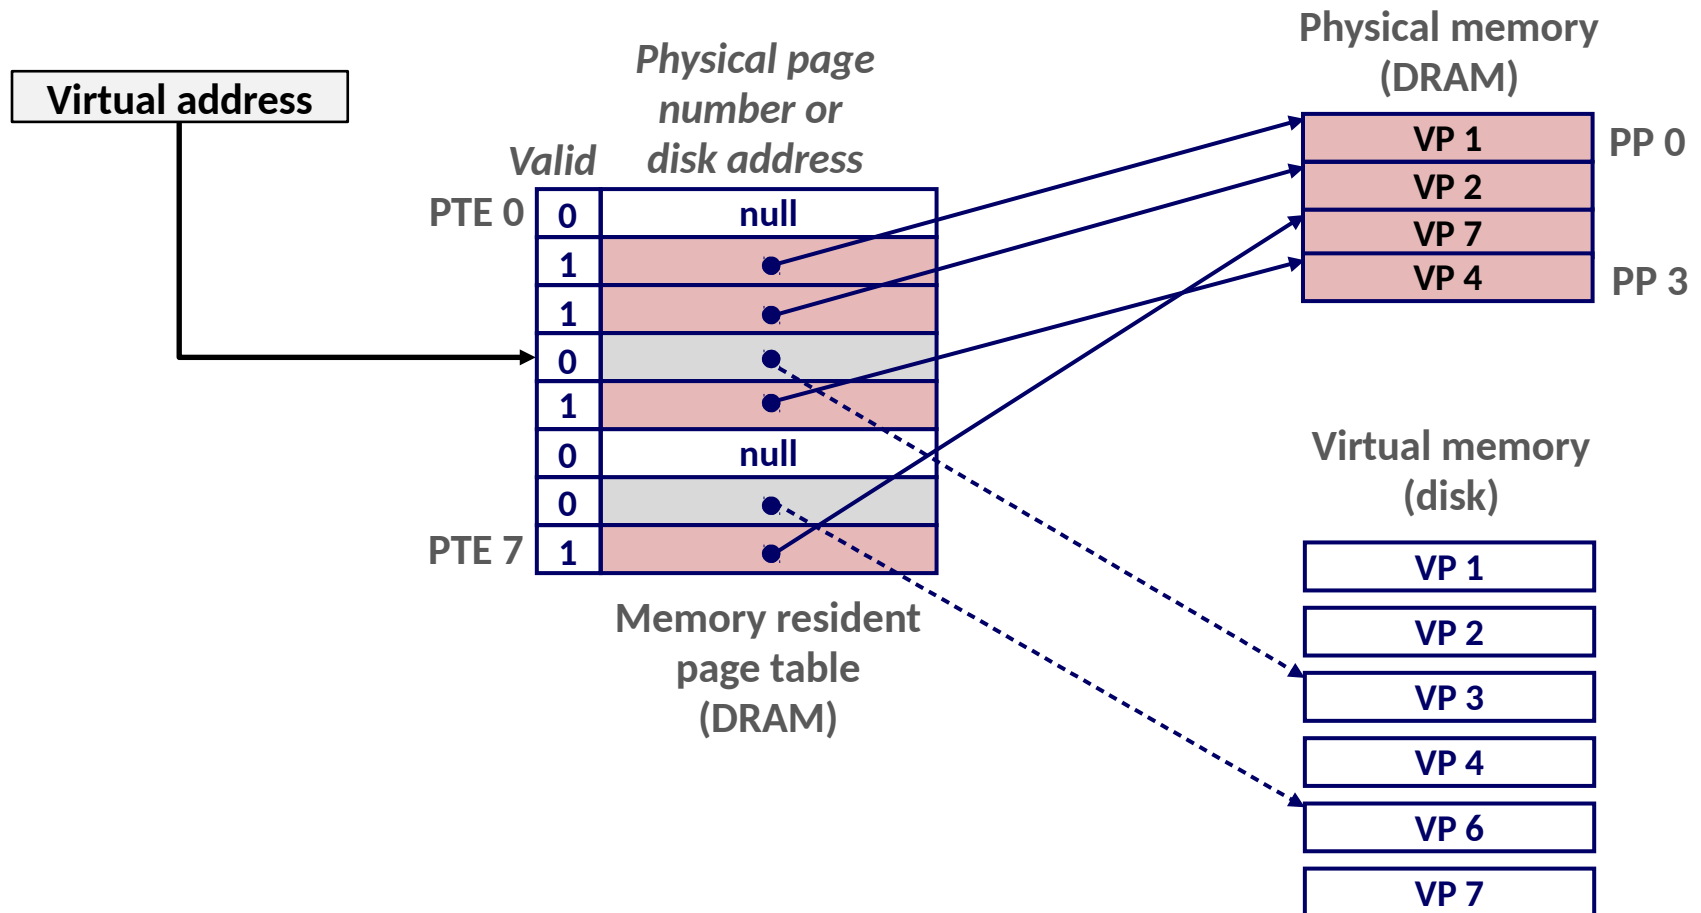 Virtual address
Physical page
number or
disk address
Valid
PTE 0
0
null
1
1
0
1
0
null
0
PTE 7
1
Memory resident
page table
(DRAM)
Physical memory
(DRAM)
VP 1
PP 0
VP 2
VP 7
VP 4
PP 3
Virtual memory
(disk)
VP 1
VP 2
VP 3
VP 4
VP 6
VP 7